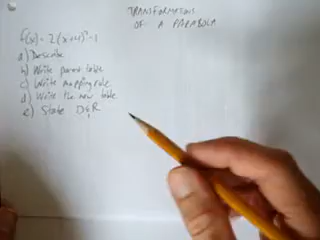 TRANSFORMATIONS
OF A PARABOLA
f(x) = 2(x+4)² - 1
a) Describe
b) Write parent table
c) Write mapping rule
d) Write the new table
e) State D & R